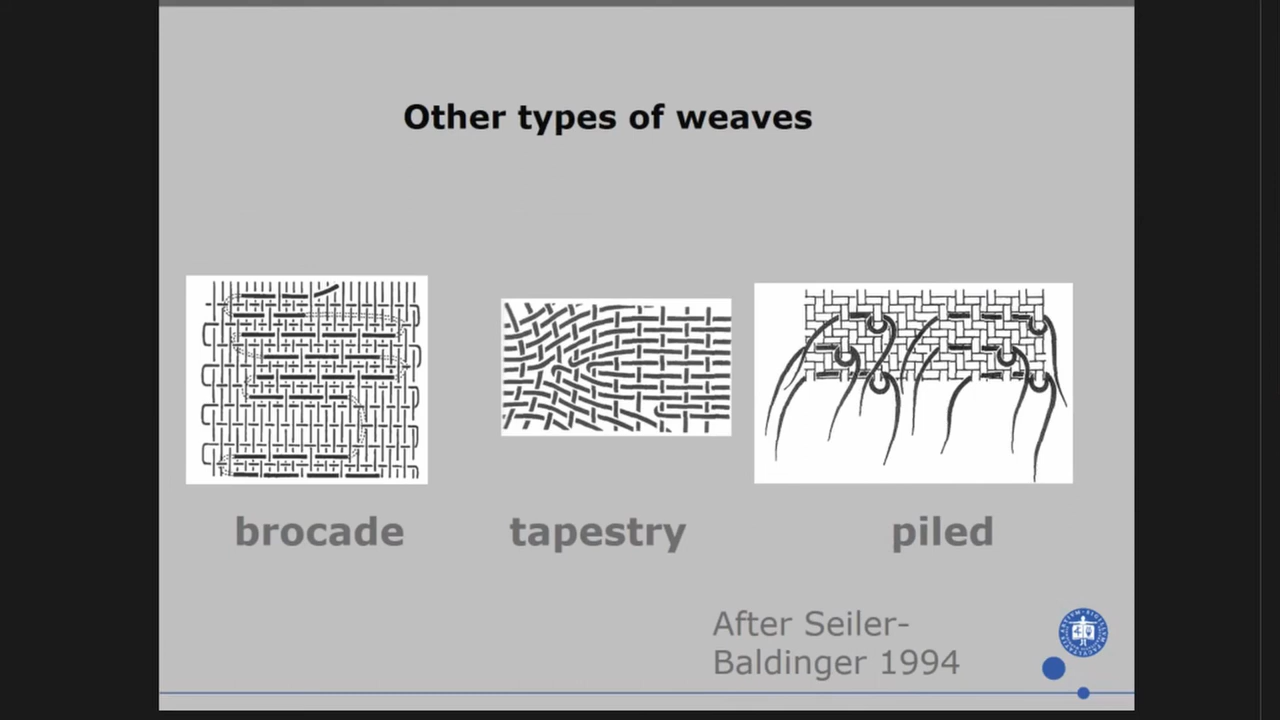 Other types of weaves
brocade
tapestry
piled
After Seiler-
Baldinger 1994